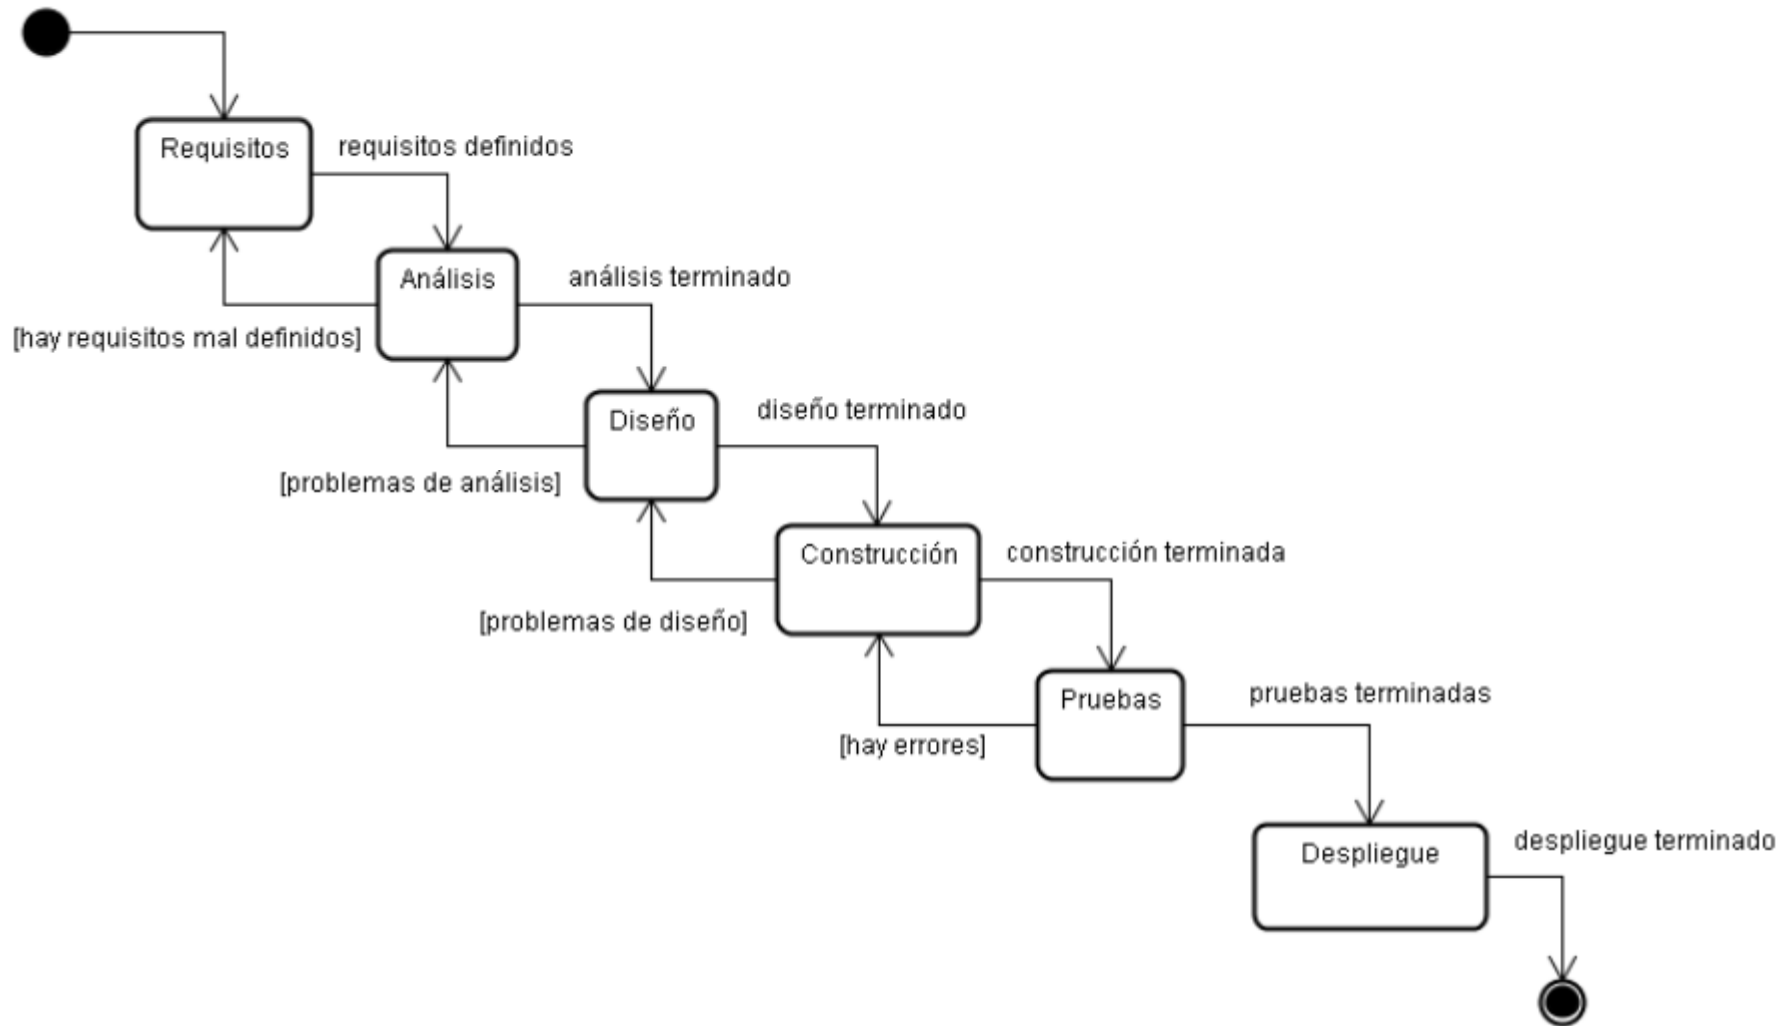 Requisitos
requisitos definidos
Análisis
análisis terminado
[hay requisitos mal definidos]
Diseño
diseño terminado
[problemas de análisis]
Construcción
construcción terminada
[problemas de diseño]
Pruebas
pruebas terminadas
[hay errores]
Despliegue
despliegue terminado